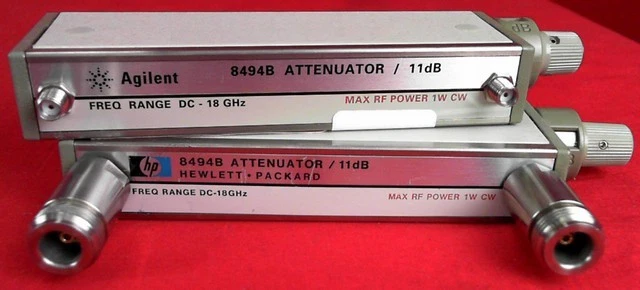 dB
Agilent
8494B ATTENUATOR / 11dB
FREQ RANGE DC - 18 GHz
MAX RF POWER 1W CW
hp
8494B ATTENUATOR / 11dB
HEWLETT • PACKARD
FREQ RANGE DC-18GHz
MAX RF POWER 1W CW